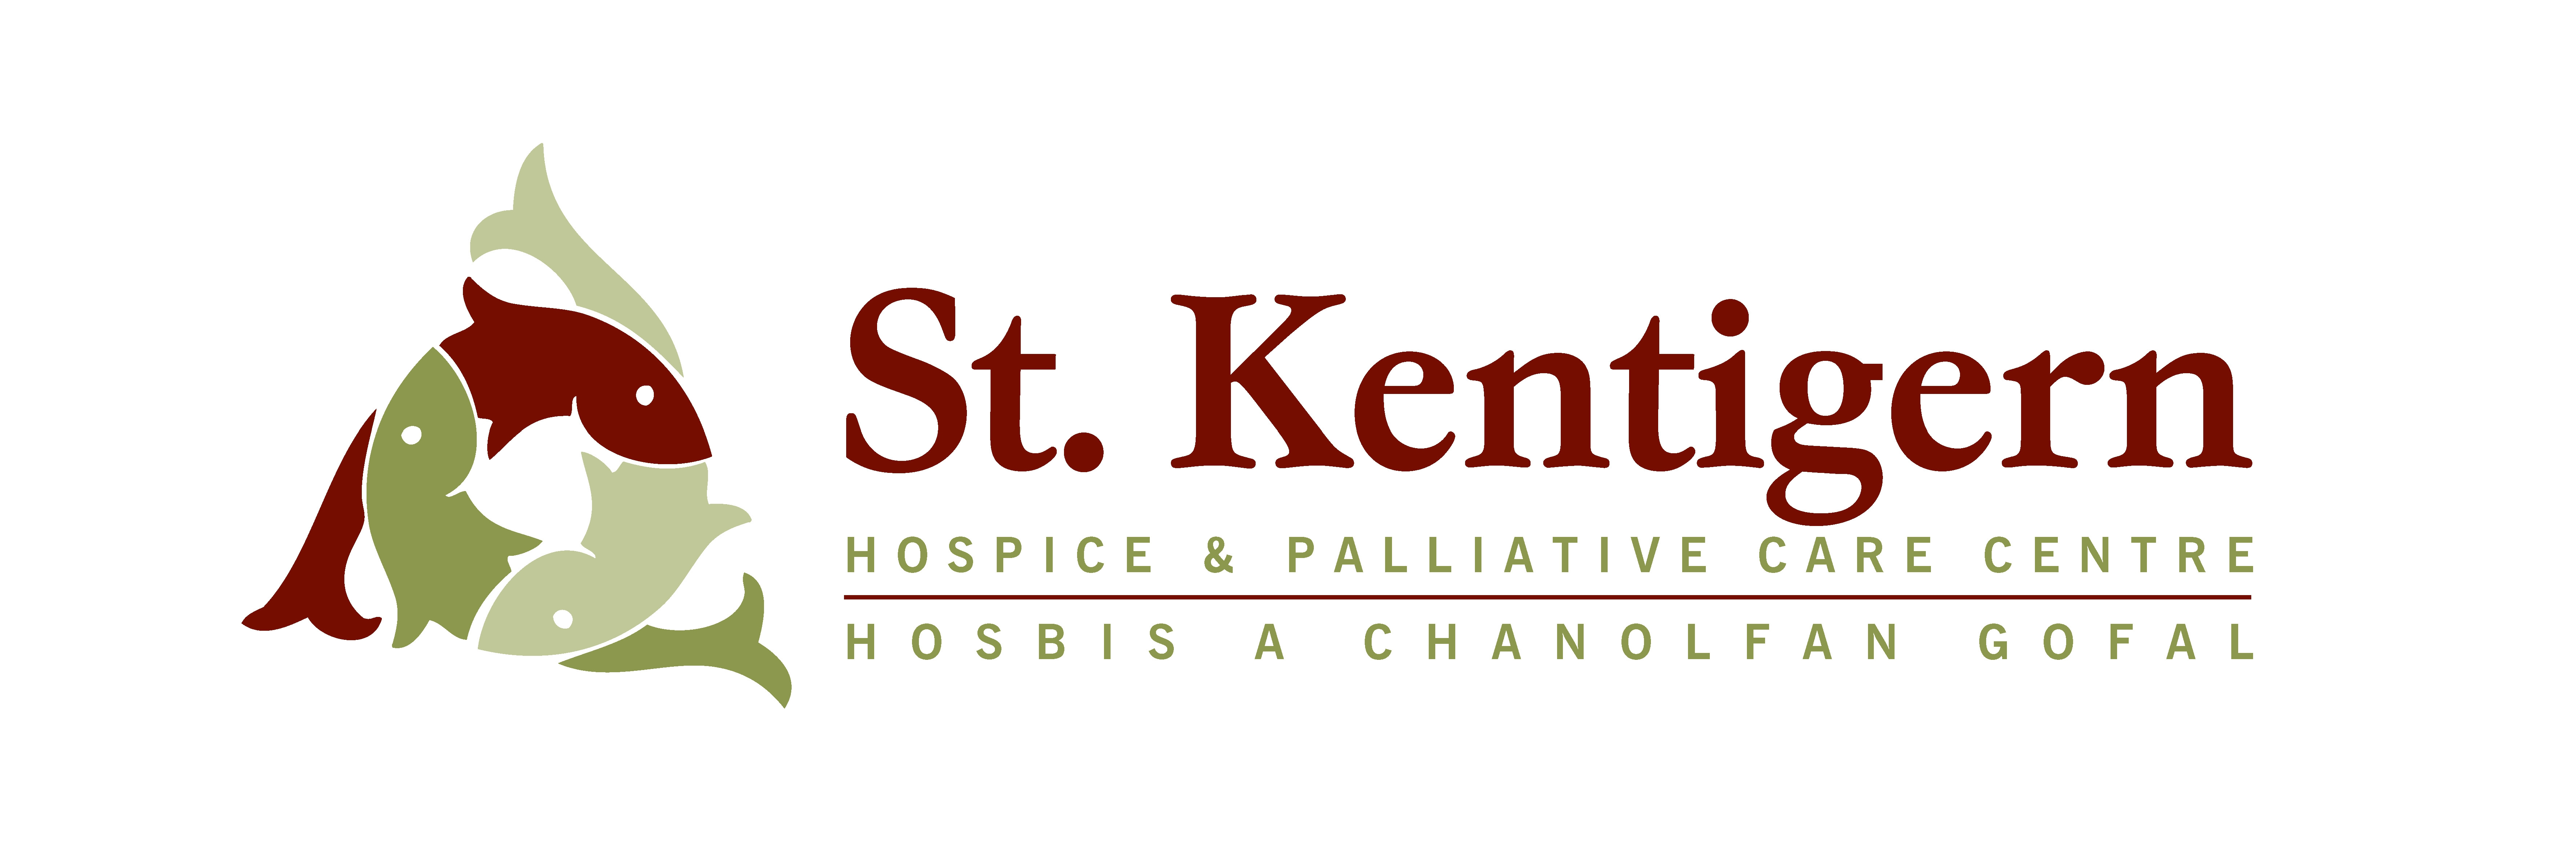 St. Kentigern
HOSPICE & PALLIATIVE CARE CENTRE
HOSBIS A CHANOLFAN GOFAL